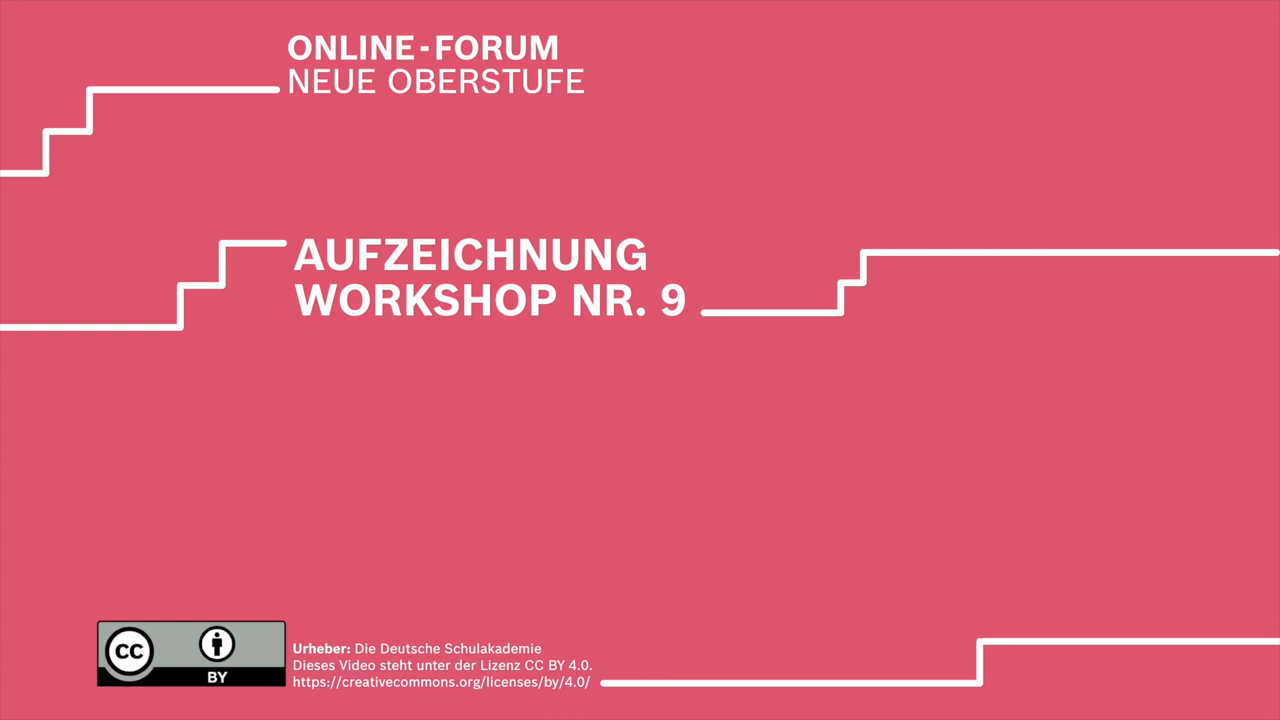 ONLINE-FORUM
NEUE OBERSTUFE
AUFZEICHNUNG
WORKSHOP NR. 9
CC
BY
Urheber: Die Deutsche Schulakademie
Dieses Video steht unter der Lizenz CC BY 4.0.
https://creativecommons.org/licenses/by/4.0/